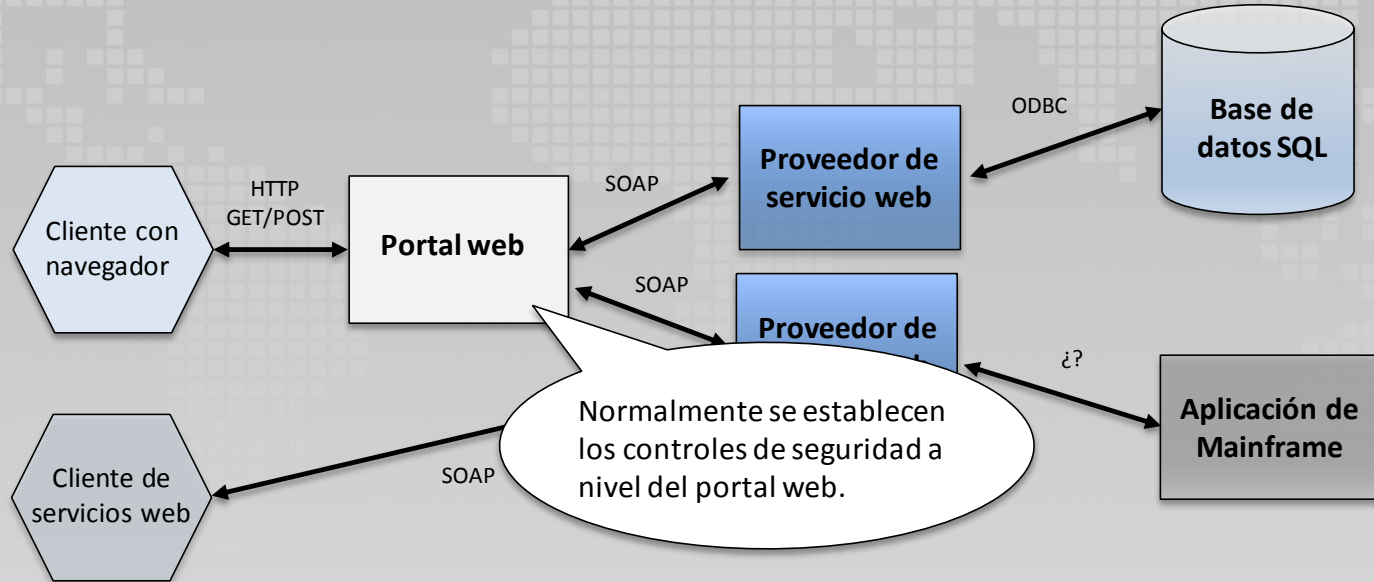 Cliente con
navegador
HTTP
GET/POST
Portal web
SOAP
Proveedor de
servicio web
ODBC
Base de
datos SQL
SOAP
Proveedor de
¿?
Aplicación de
Mainframe
Normalmente se establecen
los controles de seguridad a
nivel del portal web.
SOAP
Cliente de
servicios web